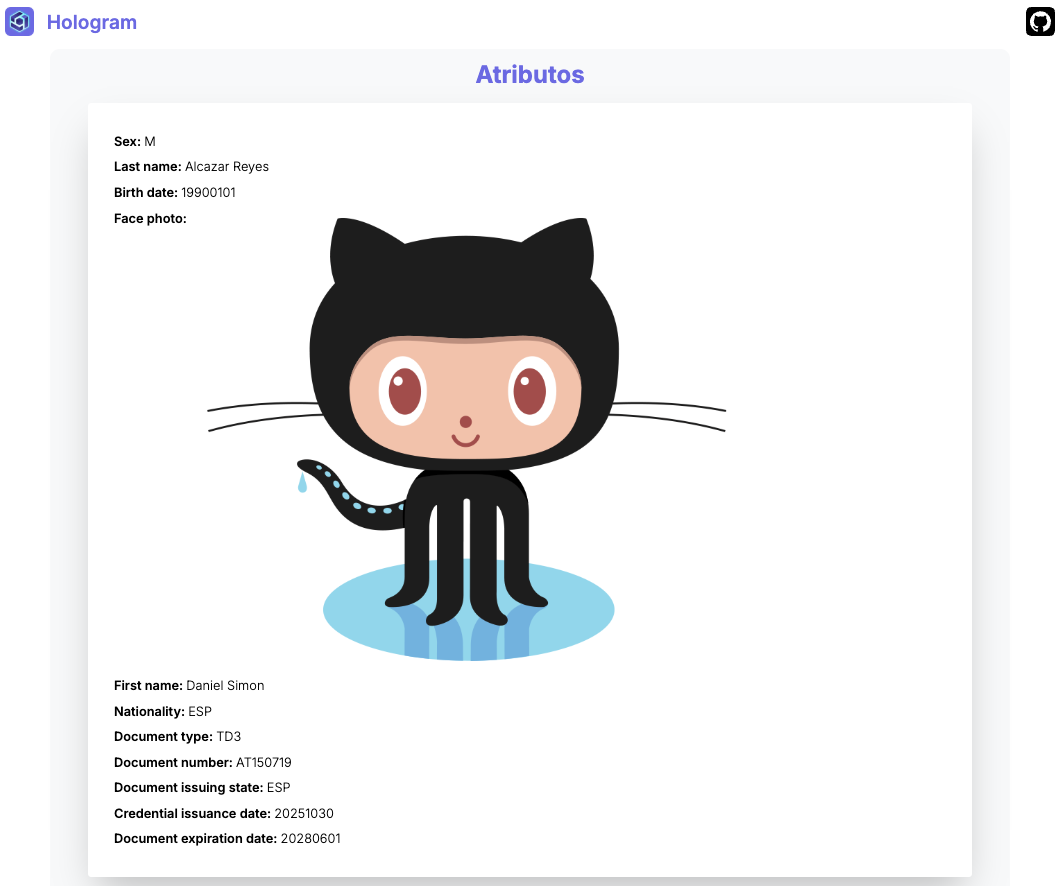 Hologram
Atributos
Sex: M
Last name: Alcazar Reyes
Birth date: 19900101
Face photo:
First name: Daniel Simon
Nationality: ESP
Document type: TD3
Document number: AT150719
Document issuing state: ESP
Credential issuance date: 20251030
Document expiration date: 20280601